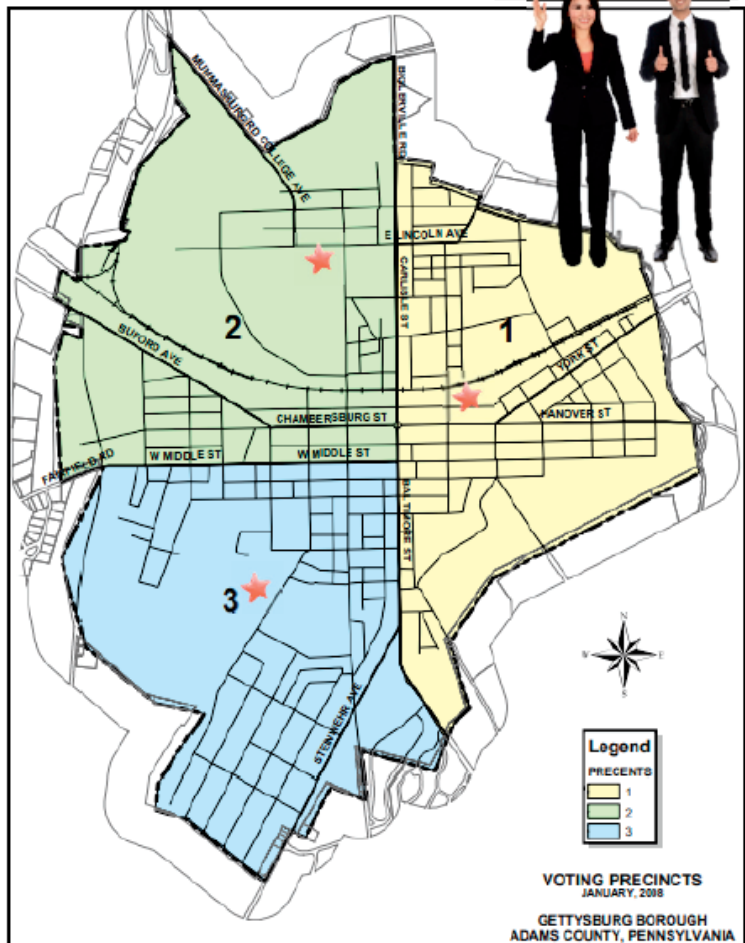 MUMMASBURG RD
COLLEGE AVE
BIGLERVILLE RD
E LINCOLN AVE
CARLISLE ST
2
1
BUFORD AVE
YORK ST
CHAMBERSBURG ST
HANOVER ST
FAIRFIELD RD
W MIDDLE ST
W MIDDLE ST
BALTIMORE ST
3
STEINWEHR AVE
N
W
E
S
Legend
PRECENTS
1
2
3
VOTING PRECINCTS
JANUARY, 2008
GETTYSBURG BOROUGH
ADAMS COUNTY, PENNSYLVANIA